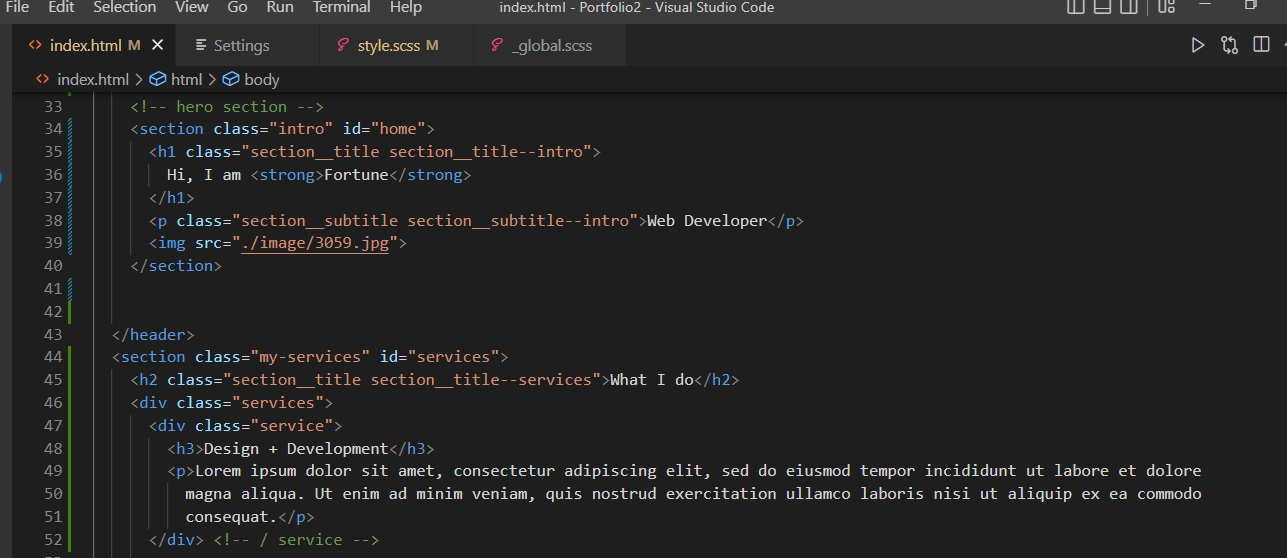 File Edit Selection View Go Run Terminal Help index.html - Portfolio2 - Visual Studio Code
<> index.html M × Settings style.scss M _global.scss
<> index.html > html > body
33 <!-- hero section -->
34 <section class="intro" id="home">
35 <h1 class="section__title section__title--intro">
36 Hi, I am <strong>Fortune</strong>
37 </h1>
38 <p class="section__subtitle section__subtitle--intro">Web Developer</p>
39 <img src="./image/3059.jpg">
40 </section>
41
42
43 </header>
44 <section class="my-services" id="services">
45 <h2 class="section__title section__title--services">What I do</h2>
46 <div class="services">
47 <div class="service">
48 <h3>Design + Development</h3>
49 <p>Lorem ipsum dolor sit amet, consectetur adipiscing elit, sed do eiusmod tempor incididunt ut labore et dolore
50 magna aliqua. Ut enim ad minim veniam, quis nostrud exercitation ullamco laboris nisi ut aliquip ex ea commodo
51 consequat.</p>
52 </div> <!-- / service -->